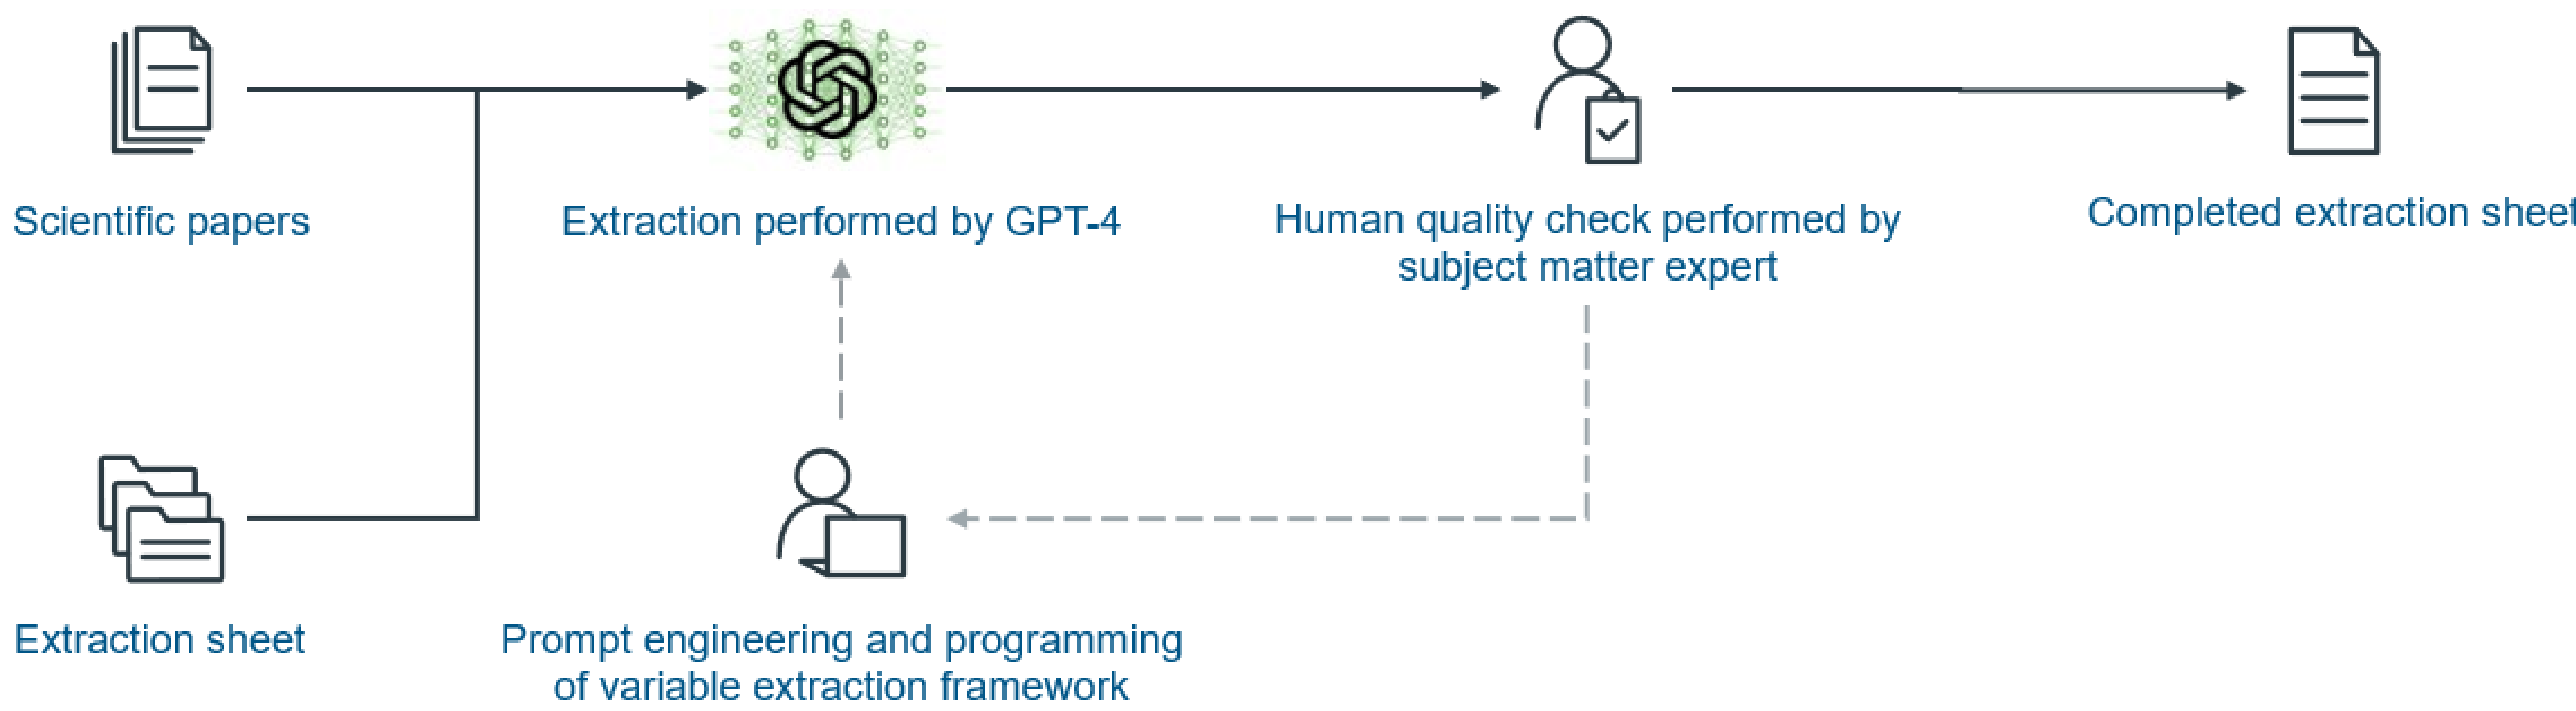 Scientific papers
Extraction performed by GPT-4
Human quality check performed by
subject matter expert
Completed extraction sheet
Extraction sheet
Prompt engineering and programming
of variable extraction framework